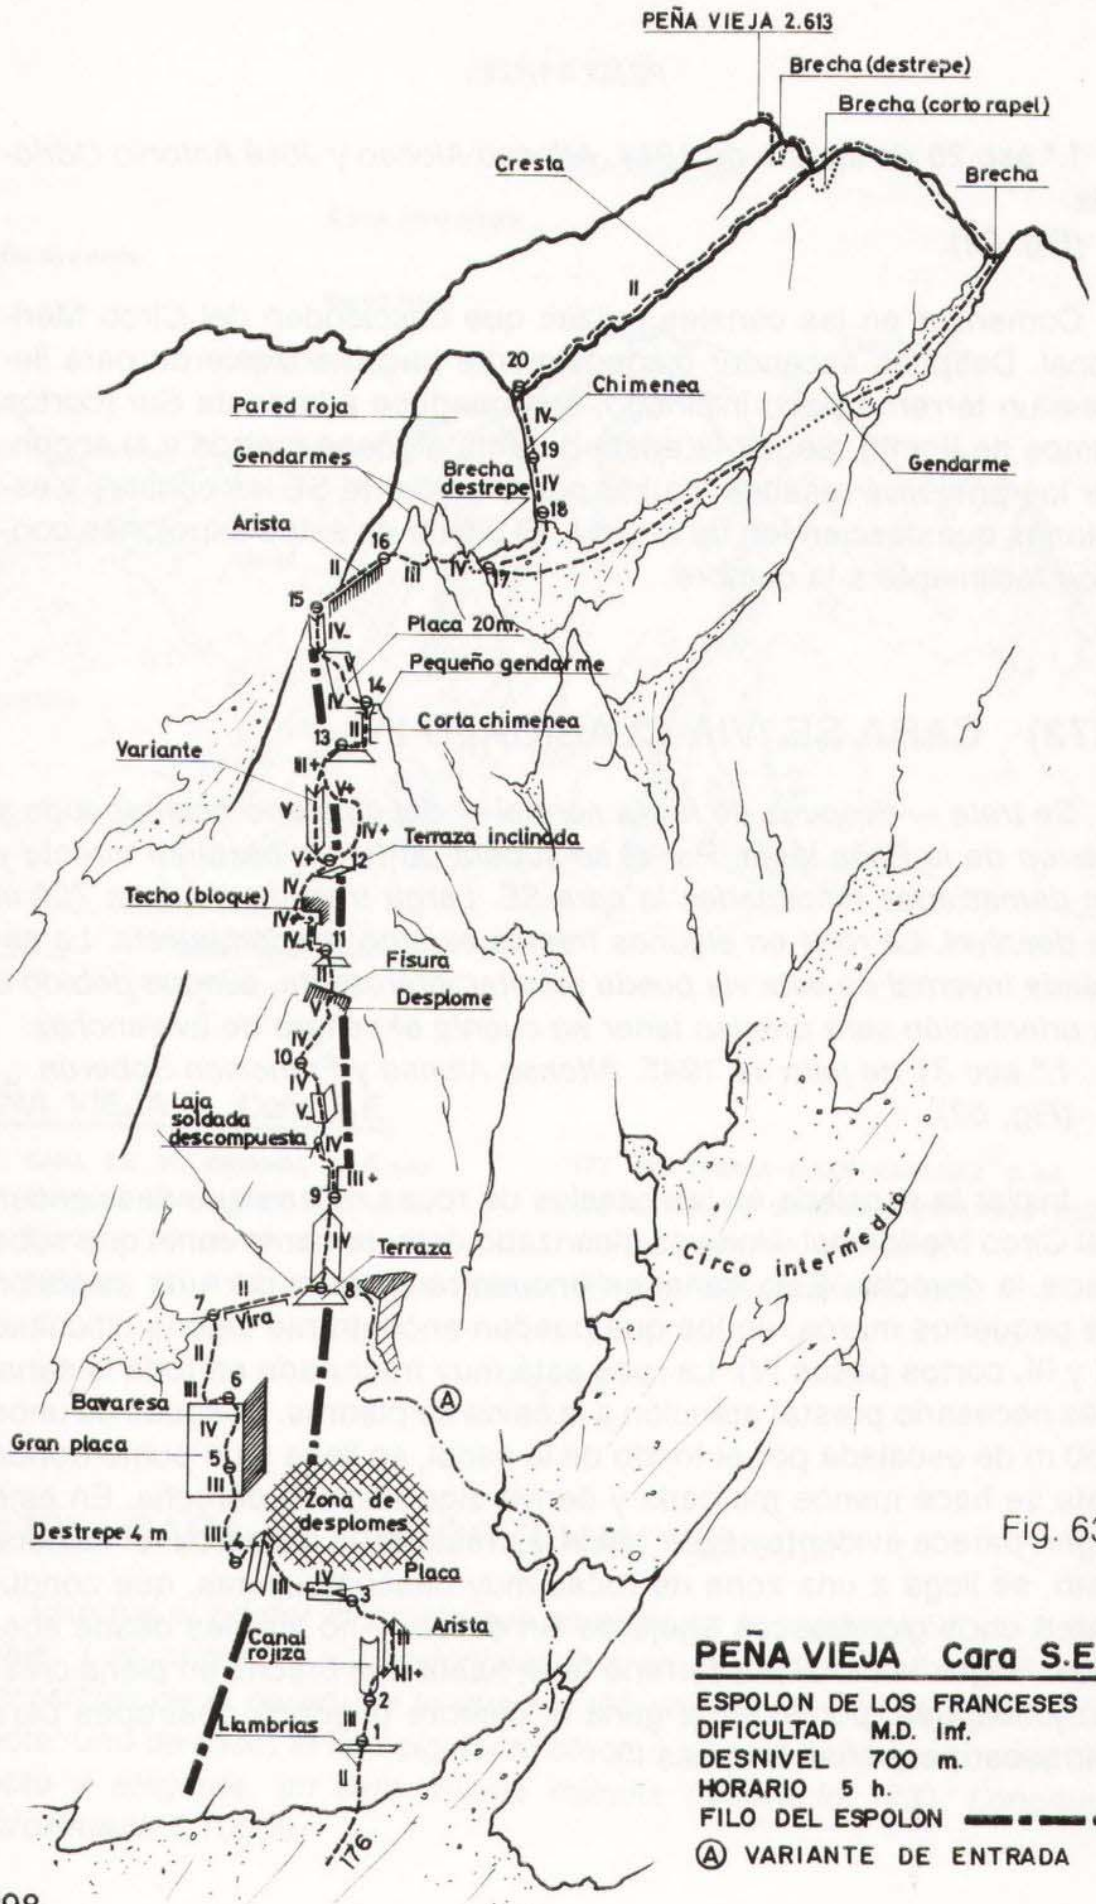 PEÑA VIEJA 2.613
Brecha (destrepe)
Brecha (corto rapel)
Cresta
Brecha
II
20
Chimenea
IV-
Pared roja
19
Gendarmes
Brecha
destrepe
IV
Gendarme
18
Arista
16
II
III
IV
17
15
IV-
Placa 20 m.
V
14
IV
Pequeño gendarme
II
Corta chimenea
13
Variante
III+
V+
V
IV+
Terraza inclinada
V+
12
IV
Techo (bloque)
IV+
IV
11
II
Fisura
V
Desplome
IV
10
IV
Laja
soldada
descompuesta
V-
IV
III+
9
IV
Terraza
II
8
7
Vira
Circo intermedio
II
III
6
Bavaresa
A
IV
Gran placa
5
III
Zona de
desplomes
Destrepe 4 m
III
4
Fig. 63
IV
Placa
III
3
Arista
Canal
rojiza
III
III+
2
III
Llambrias
1
II
176
PEÑA VIEJA Cara S.E
ESPOLON DE LOS FRANCESES
DIFICULTAD M.D. Inf.
DESNIVEL 700 m.
HORARIO 5 h.
FILO DEL ESPOLON
A VARIANTE DE ENTRADA
98